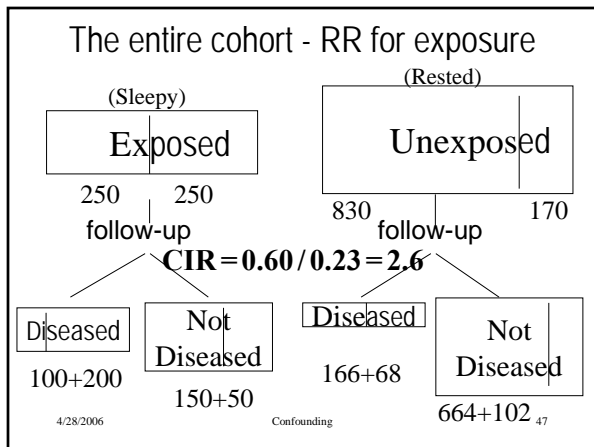 The entire cohort - RR for exposure
(Sleepy)
(Rested)
Exposed
Unexposed
250 250
830 170
follow-up
follow-up
CIR = 0.60 / 0.23 = 2.6
Diseased
Not
Diseased
Diseased
Not
Diseased
100+200
150+50
166+68
664+102
4/28/2006
Confounding
47